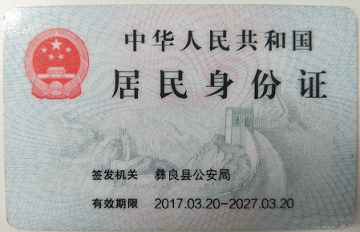 中华人民共和国
居民身份证
签发机关 彝良县公安局
有效期限 2017.03.20-2027.03.20